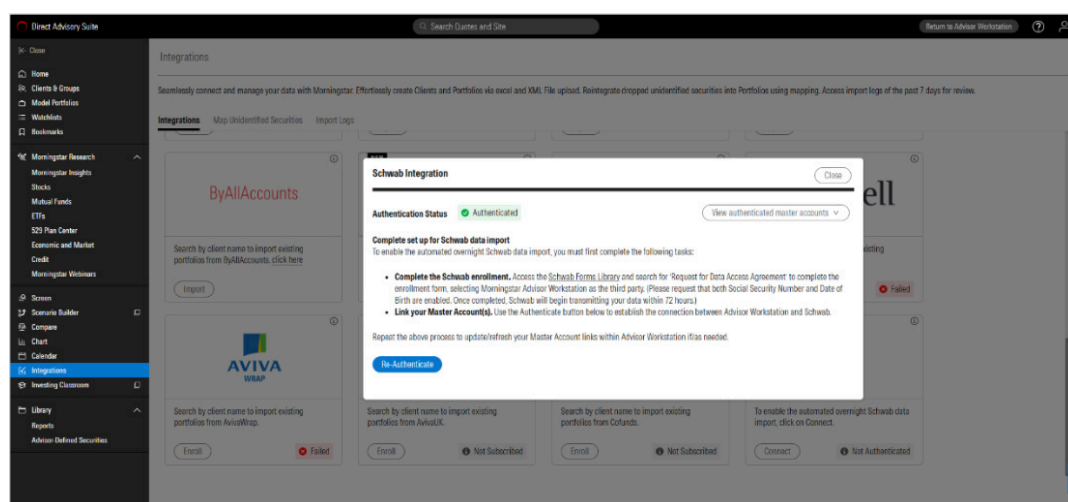 Direct Advisory Suite
Search Quotes and Site
Return to Advisor Workstation
Close
Home
Clients & Groups
Model Portfolios
Watchlists
Bookmarks
Morningstar Research
Morningstar Insights
Stocks
Mutual Funds
ETFs
529 Plan Center
Economic and Market
Credit
Morningstar Webinars
Screen
Scenario Builder
Compare
Chart
Calendar
Integrations
Investing Classroom
Library
Reports
Advisor-Defined Securities
Integrations
Seamlessly connect and manage your data with Morningstar. Effortlessly create Clients and Portfolio via excel and XML File upload. Reintegrate dropped unidentified securities into Portfolio using mapping. Access import logs of the past 7 days for review.
Integrations Map Unidentified Securities Import Logs
ByAllAccounts
Search by client name to import existing
portfolios from ByAllAccounts. click here
Import
ell
existing
Failed
Schwab Integration
Close
Authentication Status Authenticated
View authenticated master accounts
Complete set up for Schwab data import
To enable the automated overnight Schwab data import, you must first complete the following tasks:
• Complete the Schwab enrollment. Access the Schwab Forms Library and search for 'Request for Data Access Agreement' to complete the
enrollment form, selecting Morningstar Advisor Workstation as the third party. (Please request that both Social Security Number and Date of
Birth are enabled. Once completed, Schwab will begin transmitting your data within 72 hours.)
• Link your Master Account(s). Use the Authenticate button below to establish the connection between Advisor Workstation and Schwab.
Repeat the above process to update/refresh your Master Account links within Advisor Workstation if/as needed.
Re-Authenticate
AVIVA
WRAP
Search by client name to import existing
portfolios from AvivaWrap.
Enroll
Failed
Search by client name to import existing
portfolios from AvivaUK.
Enroll
Not Subscribed
Search by client name to import existing
portfolios from Cofunds.
Enroll
Not Subscribed
To enable the automated overnight Schwab data
import, click on Connect.
Connect
Not Authenticated